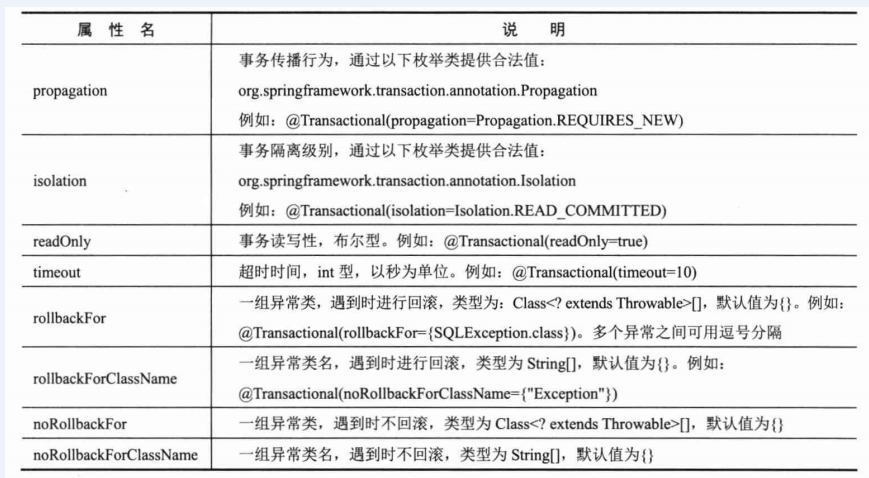 属 性 名 说 明
propagation
事务传播行为，通过以下枚举类提供合法值：
org.springframework.transaction.annotation.Propagation
例如：@Transactional(propagation=Propagation.REQUIRES_NEW)
isolation
事务隔离级别，通过以下枚举类提供合法值：
org.springframework.transaction.annotation.Isolation
例如：@Transactional(isolation=Isolation.READ_COMMITTED)
readOnly 事务读写性，布尔型。例如：@Transactional(readOnly=true)
timeout 超时时间，int 型，以秒为单位。例如：@Transactional(timeout=10)
rollbackFor
一组异常类，遇到时进行回滚，类型为：Class<? extends Throwable>[]，默认值为{}。例如：
@Transactional(rollbackFor={SQLException.class})。多个异常之间可用逗号分隔
rollbackForClassName
一组异常类名，遇到时进行回滚，类型为 String[]，默认值为{}。例如：
@Transactional(noRollbackForClassName={"Exception"})
noRollbackFor 一组异常类，遇到时不回滚，类型为 Class<? extends Throwable>[]，默认值为{}
noRollbackForClassName 一组异常类名，遇到时不回滚，类型为 String[]，默认值为{}